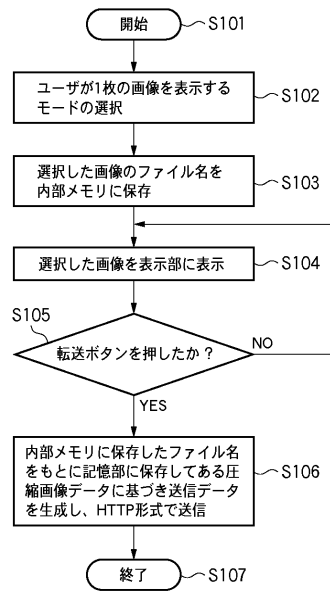 開始
S101
ユーザが1枚の画像を表示する
モードの選択
S102
選択した画像のファイル名を
内部メモリに保存
S103
選択した画像を表示部に表示
S104
S105
転送ボタンを押したか?
NO
YES
内部メモリに保存したファイル名
をもとに記憶部に保存してある圧
縮画像データに基づき送信データ
を生成し、HTTP形式で送信
S106
終了
S107